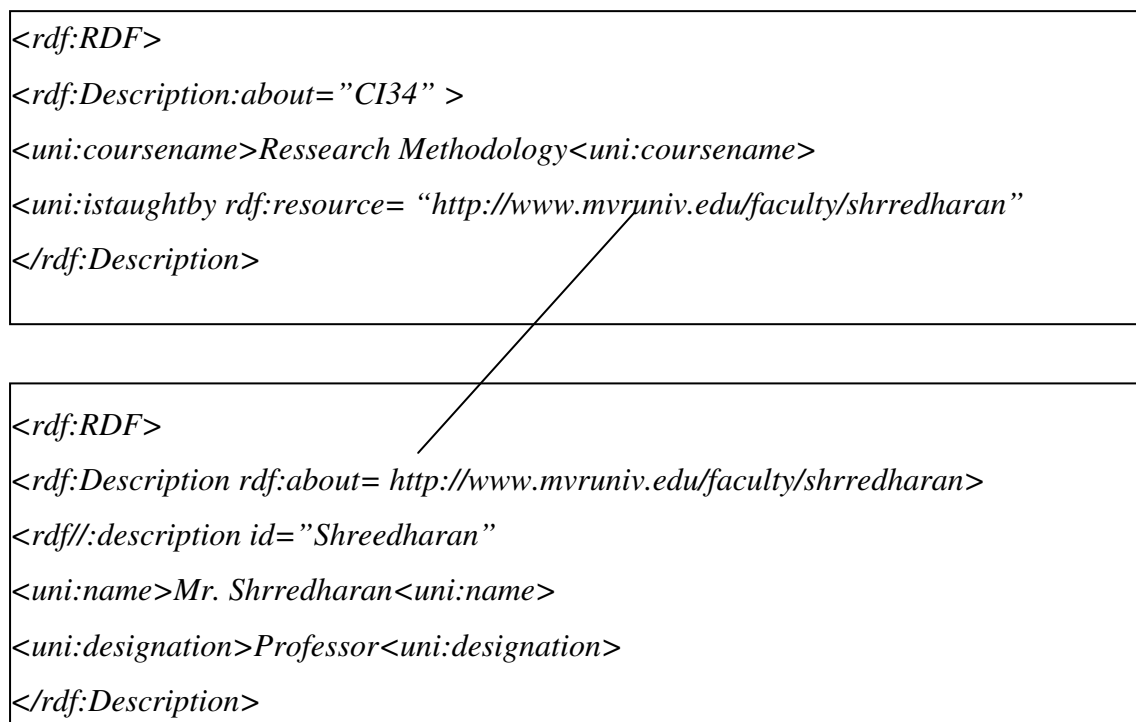 <rdf:RDF>
<rdf:Description:about=”CI34” >
<uni:coursename>Ressearch Methodology<uni:coursename>
<uni:istaughtby rdf:resource= “http://www.mvruniv.edu/faculty/shrredharan”
</rdf:Description>
<rdf:RDF>
<rdf:Description rdf:about= http://www.mvruniv.edu/faculty/shrredharan>
<rdf//:description id=”Shreedharan”
<uni:name>Mr. Shrredharan<uni:name>
<uni:designation>Professor<uni:designation>
</rdf:Description>